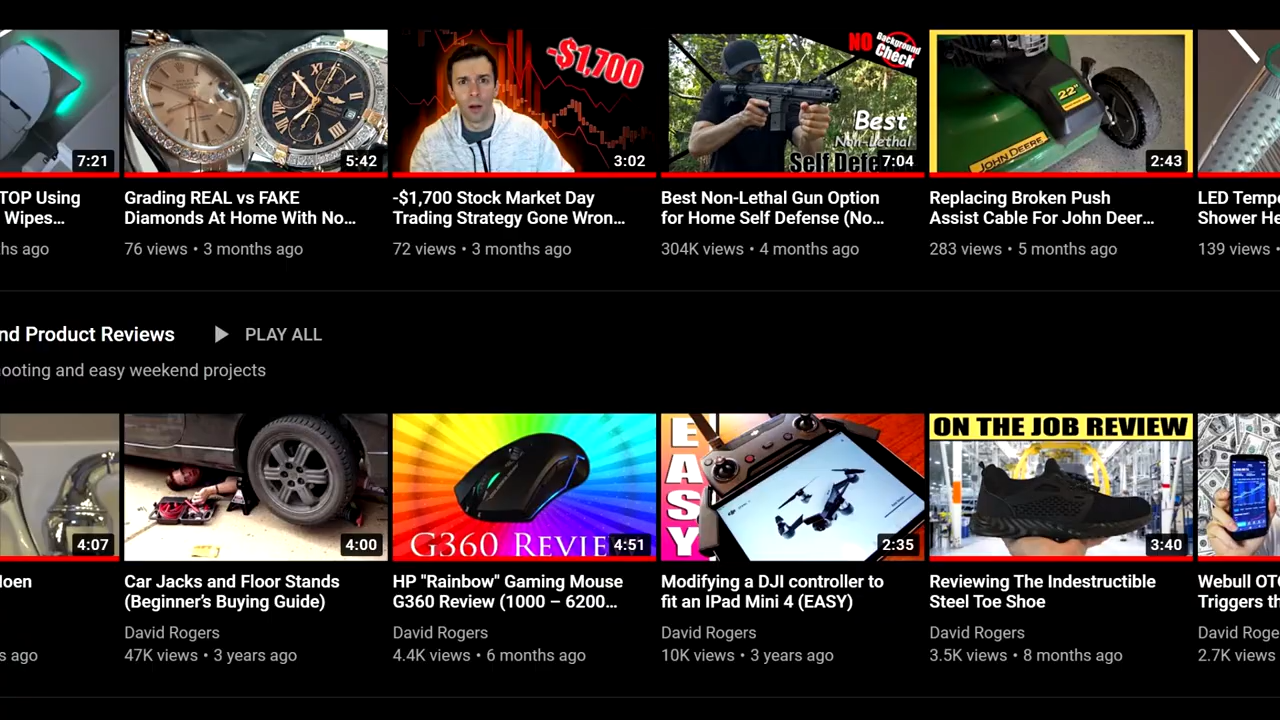 -$1,700
NO Background Check
Best
Non-Lethal
Self Defe
22"
JOHN DEERE
7:21
5:42
3:02
7:04
2:43
TOP Using
Wipes...
hs ago
Grading REAL vs FAKE
Diamonds At Home With No...
76 views • 3 months ago
-$1,700 Stock Market Day
Trading Strategy Gone Wron...
72 views • 3 months ago
Best Non-Lethal Gun Option
for Home Self Defense (No...
304K views • 4 months ago
Replacing Broken Push
Assist Cable For John Deer...
283 views • 5 months ago
LED Tempe
Shower He
139 views •
nd Product Reviews
PLAY ALL
ooting and easy weekend projects
G360 REVIE
EASY
ON THE JOB REVIEW
4:07
4:00
4:51
2:35
3:40
loen
s ago
Car Jacks and Floor Stands
(Beginner’s Buying Guide)
David Rogers
47K views • 3 years ago
HP "Rainbow" Gaming Mouse
G360 Review (1000 – 6200...
David Rogers
4.4K views • 6 months ago
Modifying a DJI controller to
fit an IPad Mini 4 (EASY)
David Rogers
10K views • 3 years ago
Reviewing The Indestructible
Steel Toe Shoe
David Rogers
3.5K views • 8 months ago
Webull OTC
Triggers th
David Roge
2.7K views